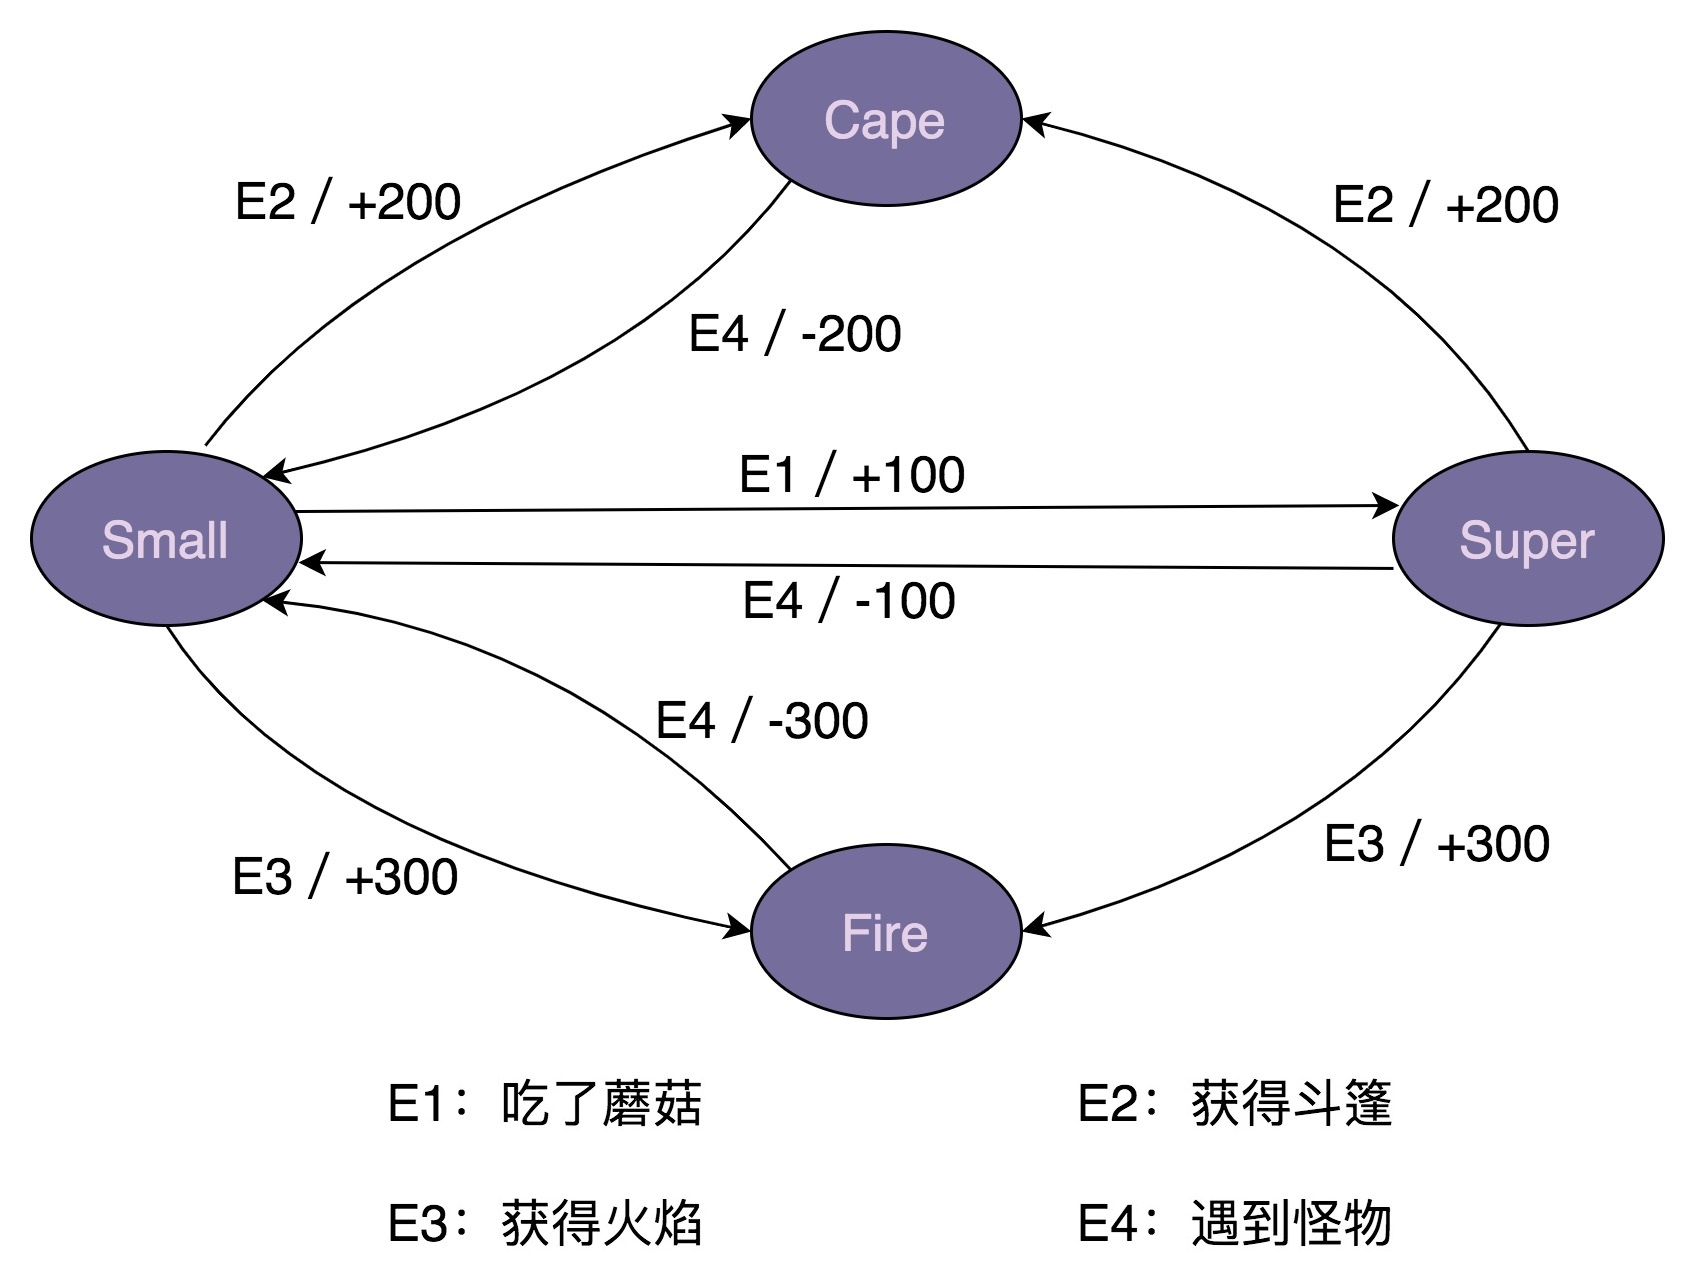 Cape
E2 / +200
E2 / +200
E4 / -200
E1 / +100
Small
Super
E4 / -100
E4 / -300
E3 / +300
E3 / +300
Fire
E1：吃了蘑菇
E2：获得斗篷
E3：获得火焰
E4：遇到怪物